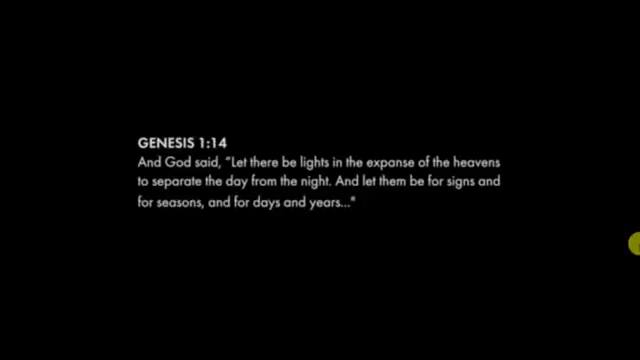 GENESIS 1:14
And God said, "Let there be lights in the expanse of the heavens
to separate the day from the night. And let them be for signs and
for seasons, and for days and years..."